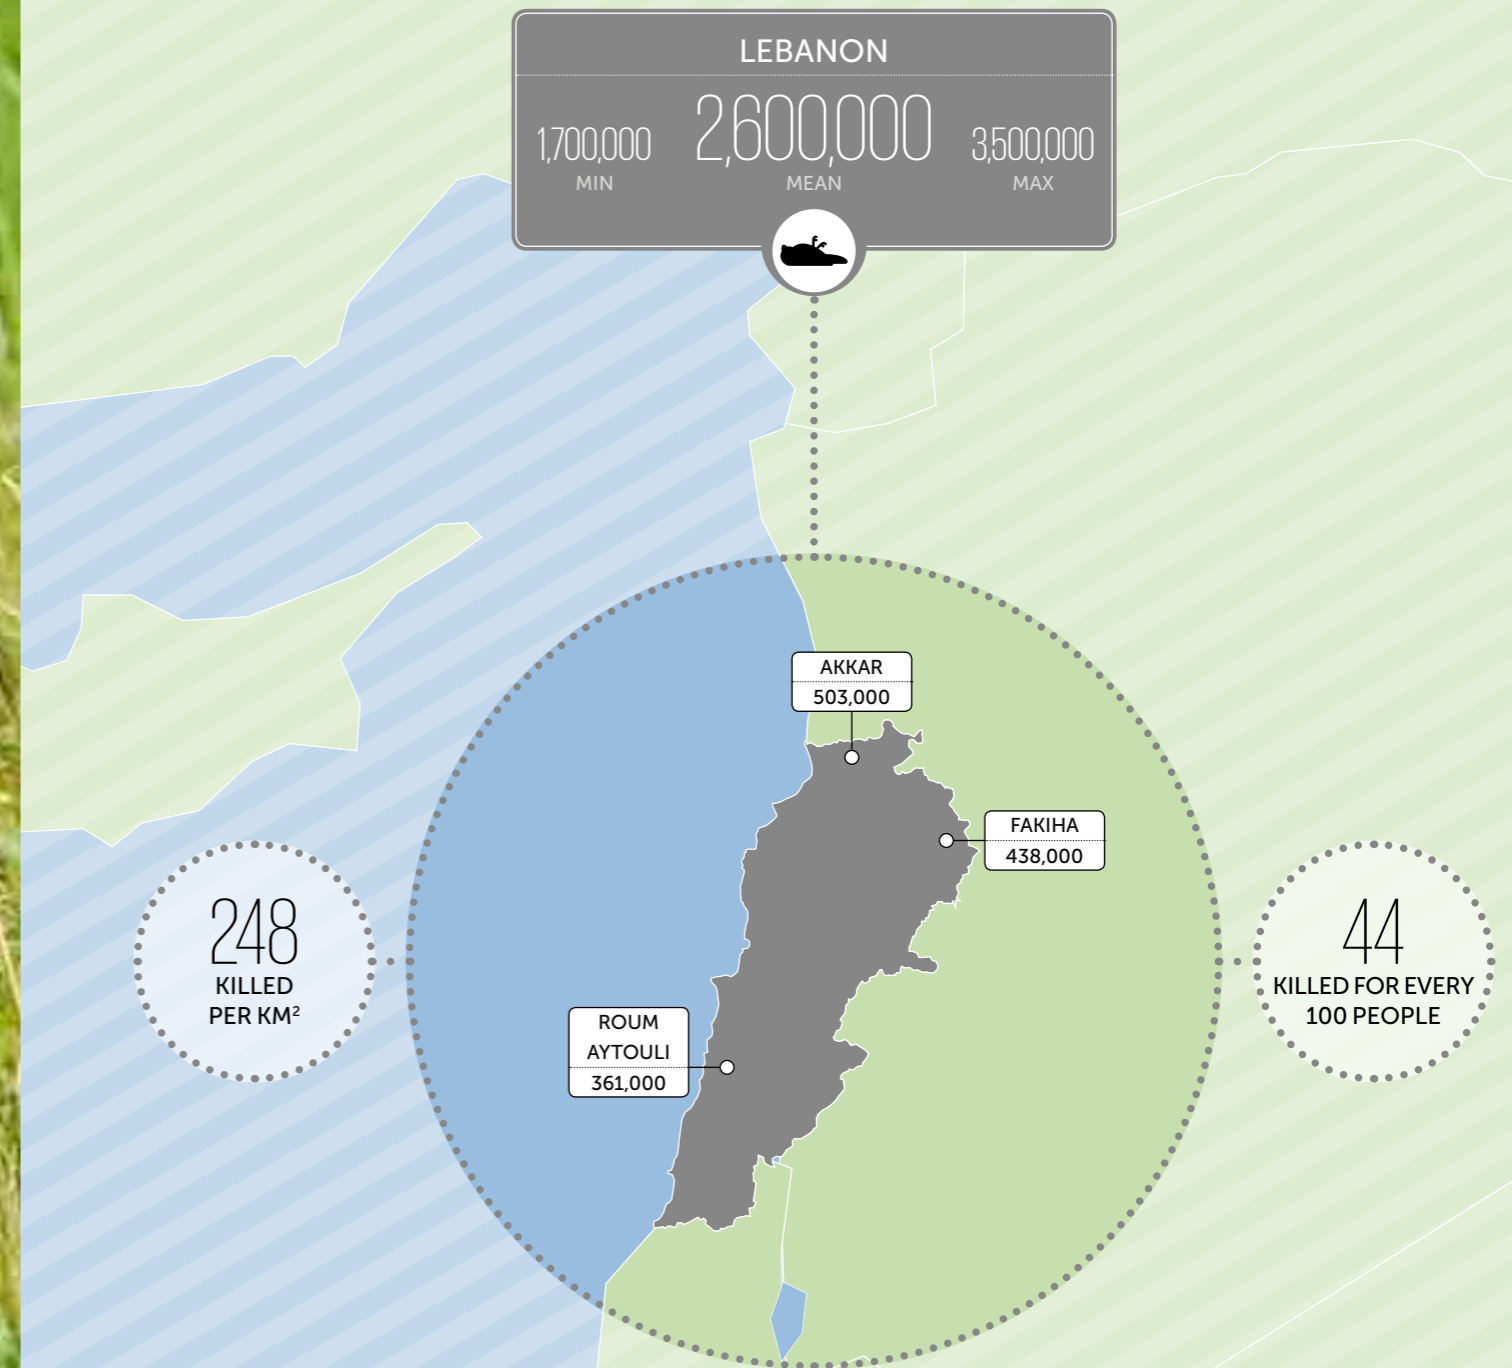 LEBANON
1,700,000
MIN
2,600,000
MEAN
3,500,000
MAX
AKKAR
503,000
FAKIHA
438,000
248
KILLED
PER KM²
44
KILLED FOR EVERY
100 PEOPLE
ROUM
AYTOULI
361,000